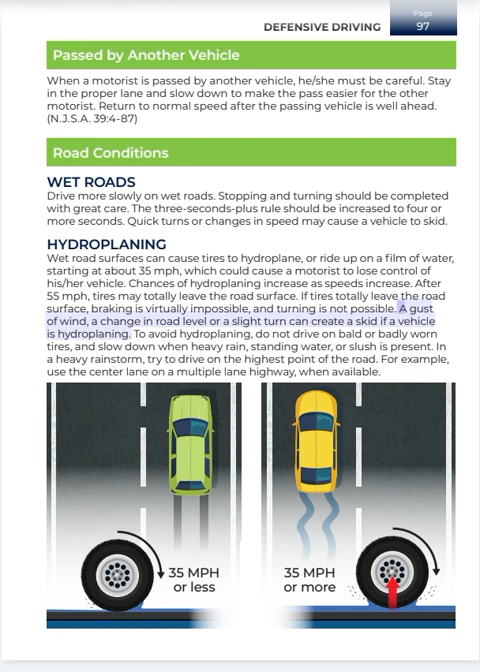 DEFENSIVE DRIVING
Page
97
Passed by Another Vehicle
When a motorist is passed by another vehicle, he/she must be careful. Stay
in the proper lane and slow down to make the pass easier for the other
motorist. Return to normal speed after the passing vehicle is well ahead.
(N.J.S.A. 39:4-87)
Road Conditions
WET ROADS
Drive more slowly on wet roads. Stopping and turning should be completed
with great care. The three-seconds-plus rule should be increased to four or
more seconds. Quick turns or changes in speed may cause a vehicle to skid.
HYDROPLANING
Wet road surfaces can cause tires to hydroplane, or ride up on a film of water,
starting at about 35 mph, which could cause a motorist to lose control of
his/her vehicle. Chances of hydroplaning increase as speeds increase. After
55 mph, tires may totally leave the road surface. If tires totally leave the road
surface, braking is virtually impossible, and turning is not possible. A gust
of wind, a change in road level or a slight turn can create a skid if a vehicle
is hydroplaning. To avoid hydroplaning, do not drive on bald or badly worn
tires, and slow down when heavy rain, standing water, or slush is present. In
a heavy rainstorm, try to drive on the highest point of the road. For example,
use the center lane on a multiple lane highway, when available.
35 MPH
or less
35 MPH
or more